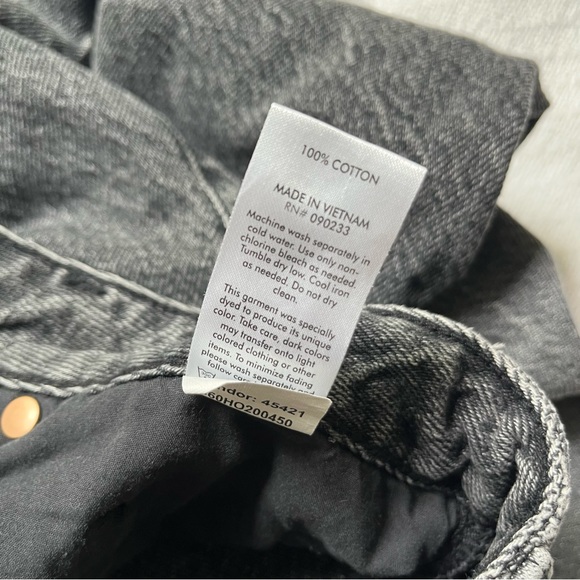 100% COTTON
MADE IN VIETNAM
RN# 090233
Machine wash separately in
cold water. Use only non-
chlorine bleach as needed.
Tumble dry low. Cool iron
as needed. Do not dry
clean.
This garment was specially
dyed to produce its unique
color. Take care, dark colors
may transfer onto light
colored clothing or other
items. To minimize fading
please wash separately and
follow care
45421
60HO200450